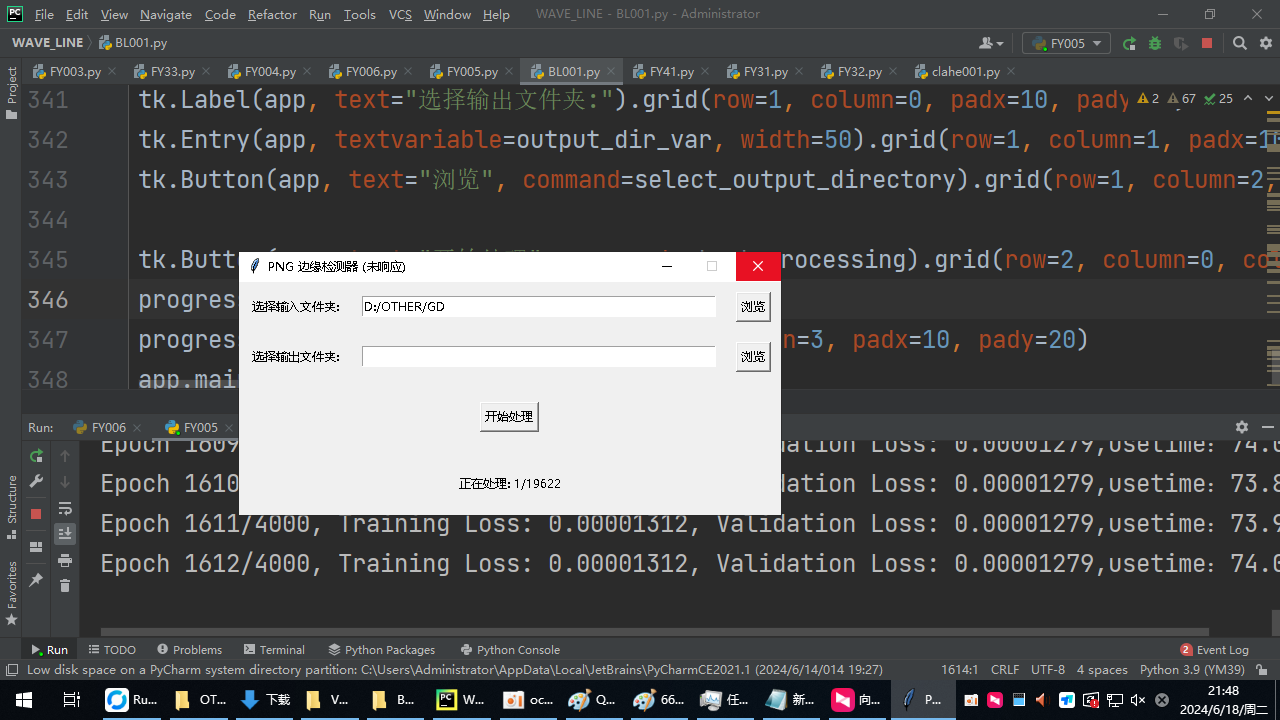 File Edit View Navigate Code Refactor Run Tools VCS Window Help WAVE_LINE - BL001.py - Administrator
WAVE_LINE BL001.py FY005
FY003.py FY33.py FY004.py FY006.py FY005.py BL001.py FY41.py FY31.py FY32.py clahe001.py
Project
341 tk.Label(app, text="选择输出文件夹:").grid(row=1, column=0, padx=10, pady
2 67 25
342 tk.Entry(app, textvariable=output_dir_var, width=50).grid(row=1, column=1, padx=1
343 tk.Button(app, text="浏览", command=select_output_directory).grid(row=1, column=2,
344
345 tk.Butt rocessing).grid(row=2, column=0, co
346 progres
347 progres n=3, padx=10, pady=20)
348 app.mai
PNG 边缘检测器 (未响应)
选择输入文件夹: D:/OTHER/GD 浏览
选择输出文件夹: 浏览
开始处理
正在处理: 1/19622
Run: FY006 FY005
Epoch 1609 dation Loss: 0.00001279,usetime: 74.0
Epoch 1610 dation Loss: 0.00001279,usetime: 73.8
Epoch 1611/4000, Training Loss: 0.00001312, Validation Loss: 0.00001279,usetime: 73.9
Epoch 1612/4000, Training Loss: 0.00001312, Validation Loss: 0.00001279,usetime: 74.0
Structure
Favorites
Run TODO Problems Terminal Python Packages Python Console 2 Event Log
Low disk space on a PyCharm system directory partition: C:\Users\Administrator\AppData\Local\JetBrains\PyCharmCE2021.1 (2024/6/14/014 19:27) 1614:1 CRLF UTF-8 4 spaces Python 3.9 (YM39)
Ru... OT... 下载 V... B... W... oc... Q... 66... 任... 新... 向... P...
21:48
2024/6/18/周二